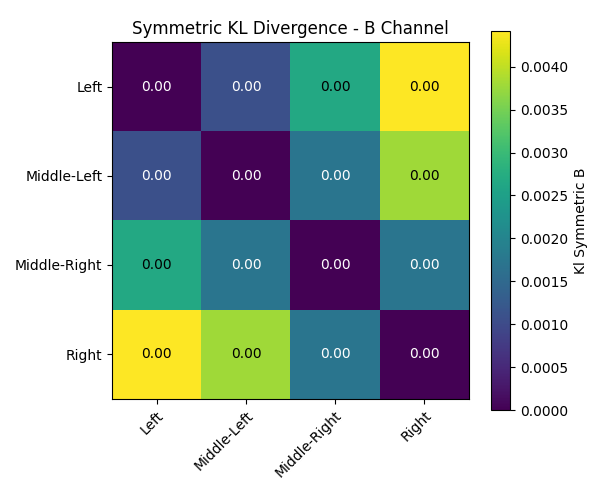 Symmetric KL Divergence - B Channel
Left 0.00 0.00 0.00 0.00
Middle-Left 0.00 0.00 0.00 0.00
Middle-Right 0.00 0.00 0.00 0.00
Right 0.00 0.00 0.00 0.00
Left Middle-Left Middle-Right Right
0.0040
0.0035
0.0030
0.0025
0.0020
0.0015
0.0010
0.0005
0.0000
Kl Symmetric B